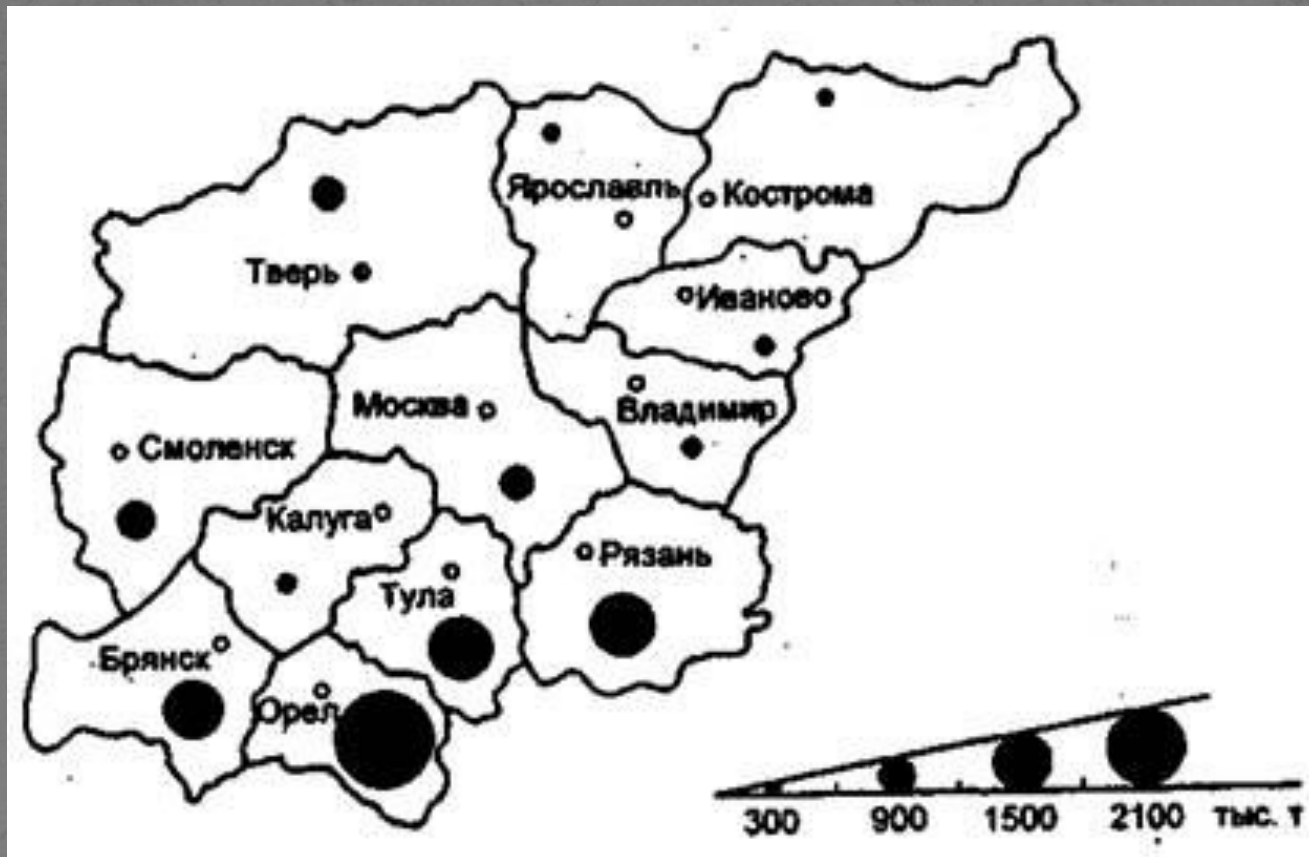 Ярославль
Кострома
Тверь
Иваново
Москва
Владимир
Смоленск
Калуга
Рязань
Тула
Брянск
Орел
300 900 1500 2100 тыс. т